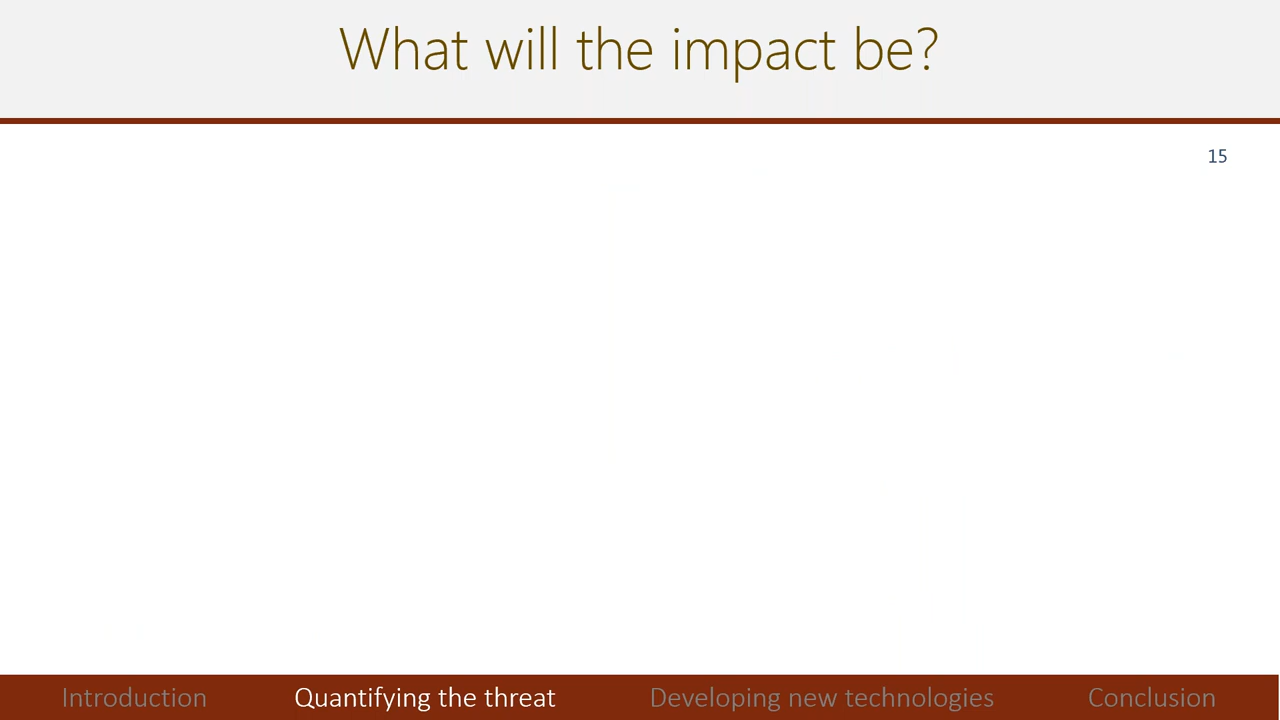 What will the impact be?
15
Introduction Quantifying the threat Developing new technologies Conclusion